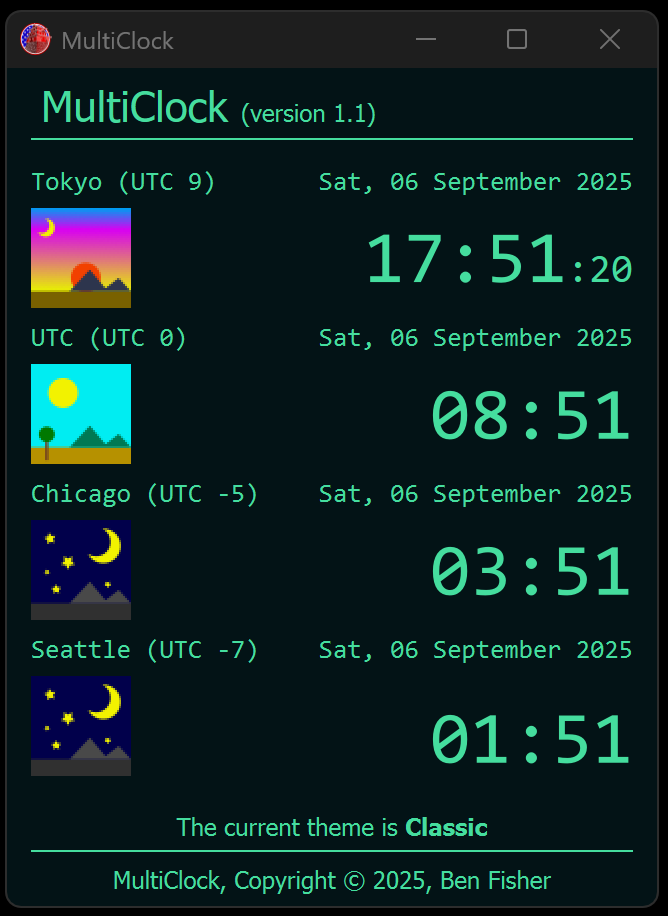 MultiClock
MultiClock (version 1.1)
Tokyo (UTC 9) Sat, 06 September 2025
17:51:20
UTC (UTC 0) Sat, 06 September 2025
08:51
Chicago (UTC -5) Sat, 06 September 2025
03:51
Seattle (UTC -7) Sat, 06 September 2025
01:51
The current theme is Classic
MultiClock, Copyright © 2025, Ben Fisher